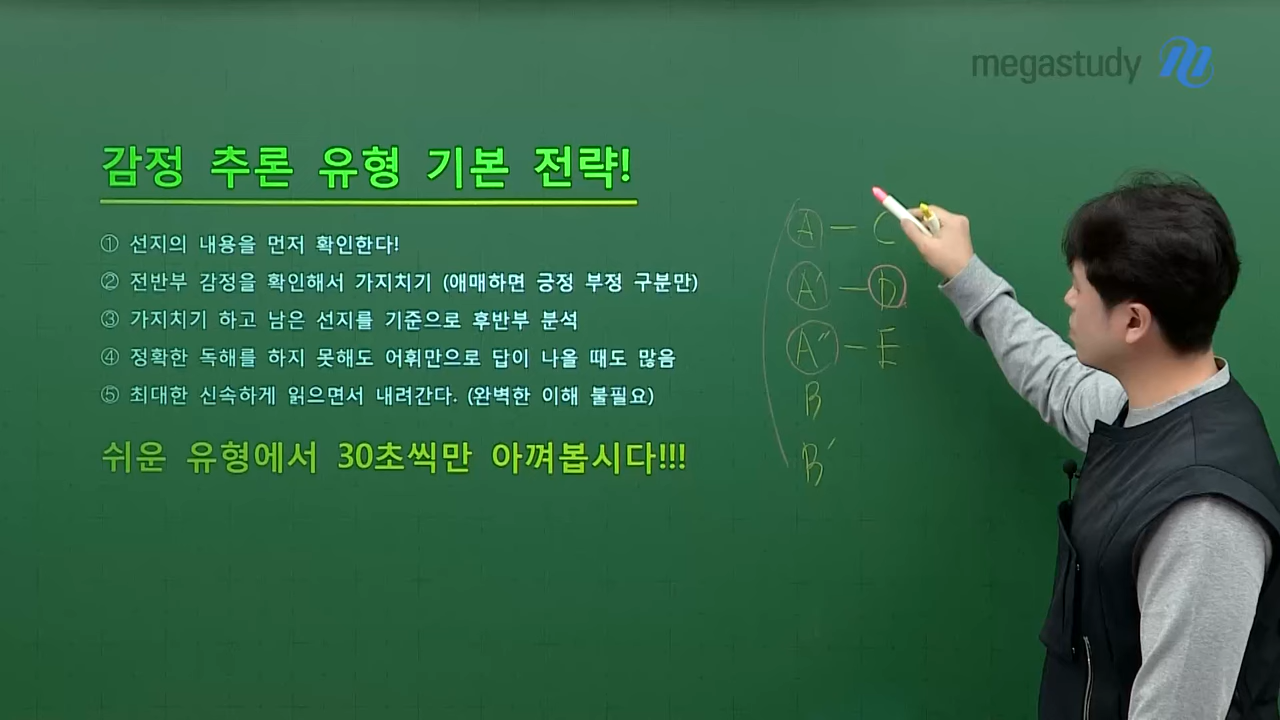 megastudy
감정 추론 유형 기본 전략!
① 선지의 내용을 먼저 확인한다!
② 전반부 감정을 확인해서 가지치기 (애매하면 긍정 부정 구분만)
③ 가지치기 하고 남은 선지를 기준으로 후반부 분석
④ 정확한 독해를 하지 못해도 어휘만으로 답이 나올 때도 많음
⑤ 최대한 신속하게 읽으면서 내려간다. (완벽한 이해 불필요)
쉬운 유형에서 30초씩만 아껴봅시다!!!
A — C
A' — D
A" — E
B
B'